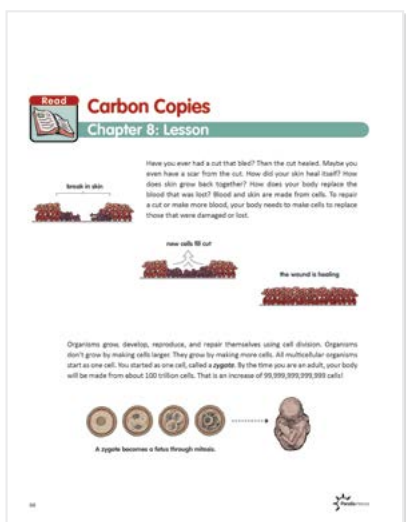 Read
Carbon Copies
Chapter 8: Lesson
Have you ever had a cut that bled? Then the cut healed. Maybe you
even have a scar from the cut. How did your skin heal itself? How
does skin grow back together? How does your body replace the
blood that was lost? Blood and skin are made from cells. To repair
a cut or make more blood, your body needs to make cells to replace
those that were damaged or lost.
break in skin
new cells fill cut
the wound is healing
Organisms grow, develop, reproduce, and repair themselves using cell division. Organisms
don't grow by making cells larger. They grow by making more cells. All multicellular organisms
start as one cell. You started as one cell, called a zygote. By the time you are an adult, your body
will be made from about 100 trillion cells. That is an increase of 99,999,999,999,999 cells!
A zygote becomes a fetus through mitosis.